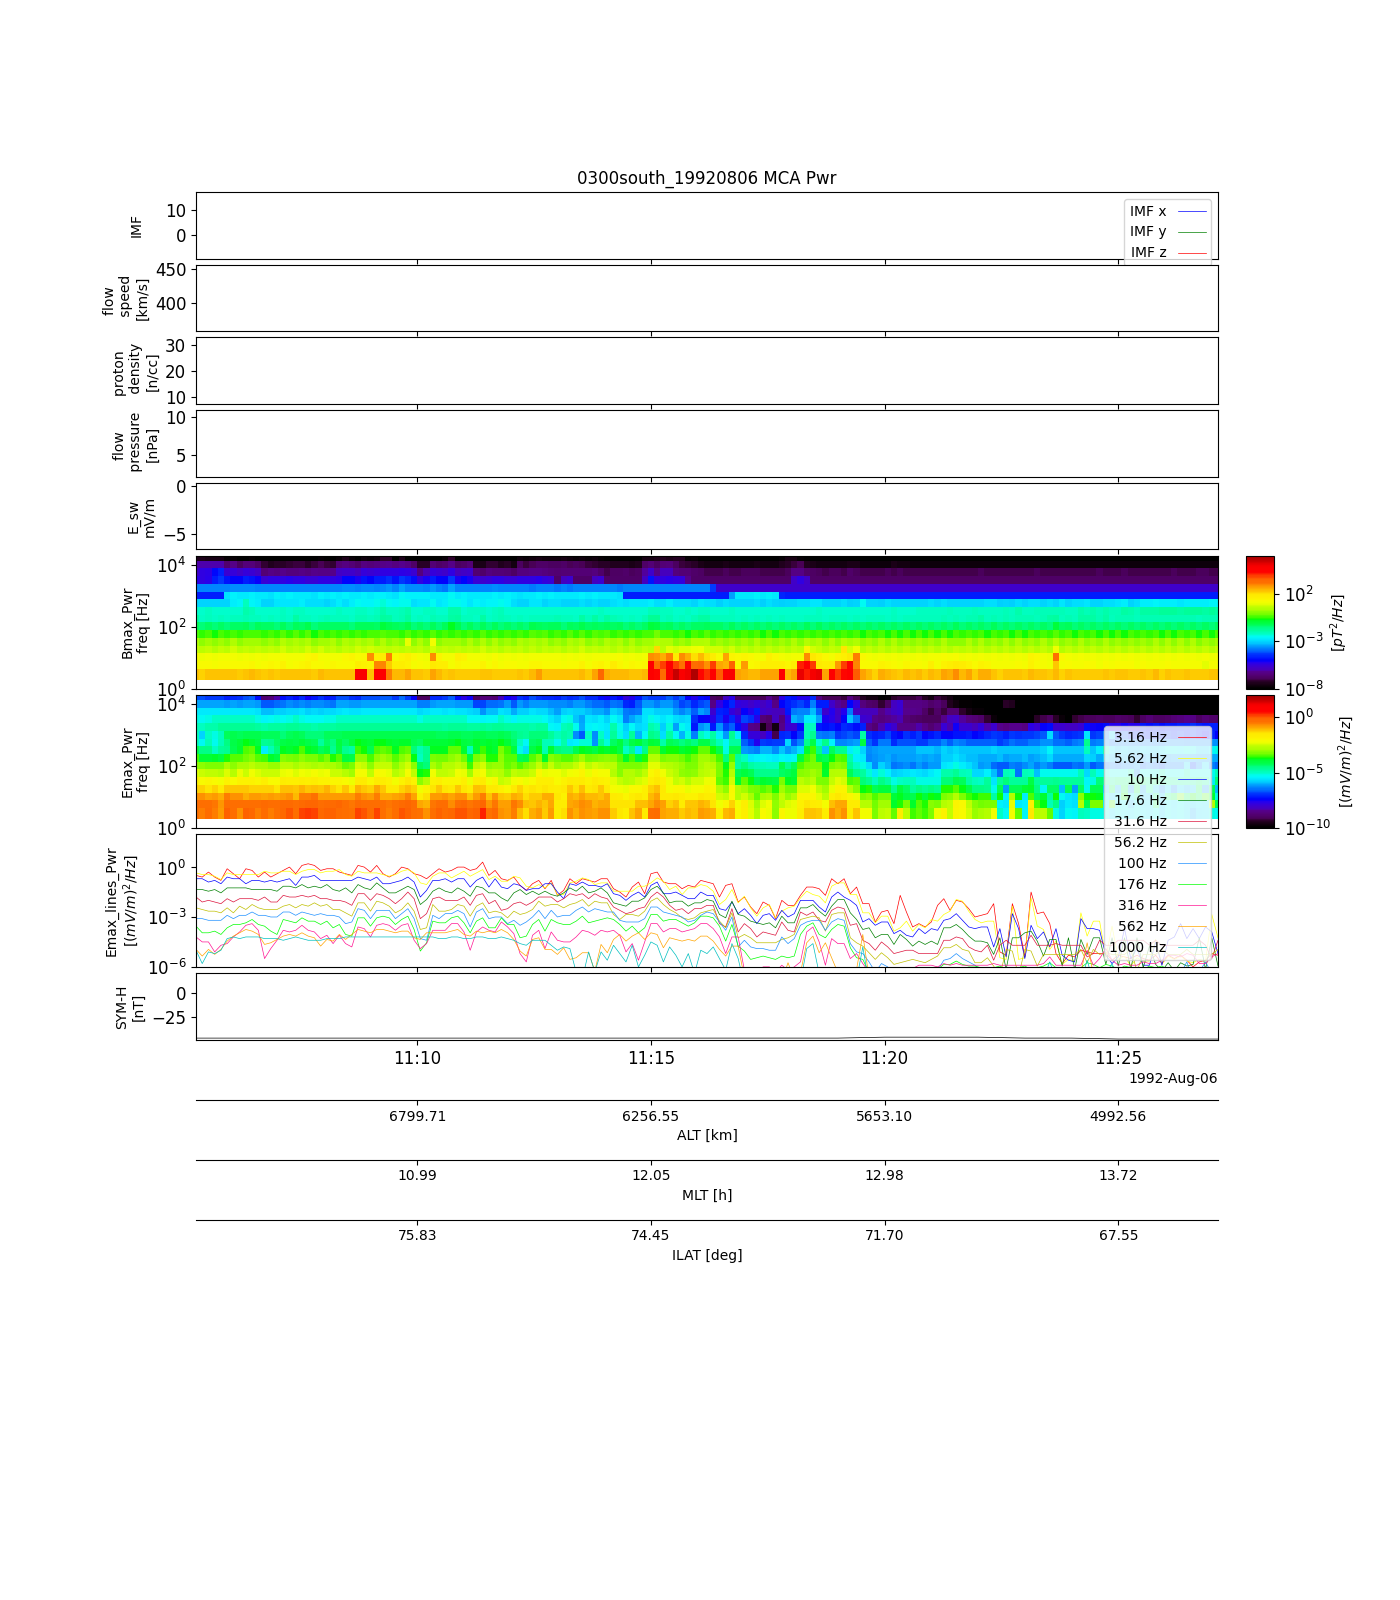 0300south_19920806 MCA Pwr
IMF
10
0
IMF x
IMF y
IMF z
flow
speed
[km/s]
450
400
proton
density
[n/cc]
30
20
10
flow
pressure
[nPa]
10
5
E_sw
mV/m
0
−5
Bmax_Pwr
freq [Hz]
10^4
10^2
10^0
10^2
10^−3
10^−8
[pT^2/Hz]
Emax_Pwr
freq [Hz]
10^4
10^2
10^0
10^0
10^−5
10^−10
[(mV/m)^2/Hz]
3.16 Hz
5.62 Hz
10 Hz
17.6 Hz
31.6 Hz
56.2 Hz
100 Hz
176 Hz
316 Hz
562 Hz
1000 Hz
Emax_lines_Pwr
[(mV/m)^2/Hz]
10^0
10^−3
10^−6
SYM-H
[nT]
0
−25
11:10 11:15 11:20 11:25
1992-Aug-06
6799.71 6256.55 5653.10 4992.56
ALT [km]
10.99 12.05 12.98 13.72
MLT [h]
75.83 74.45 71.70 67.55
ILAT [deg]